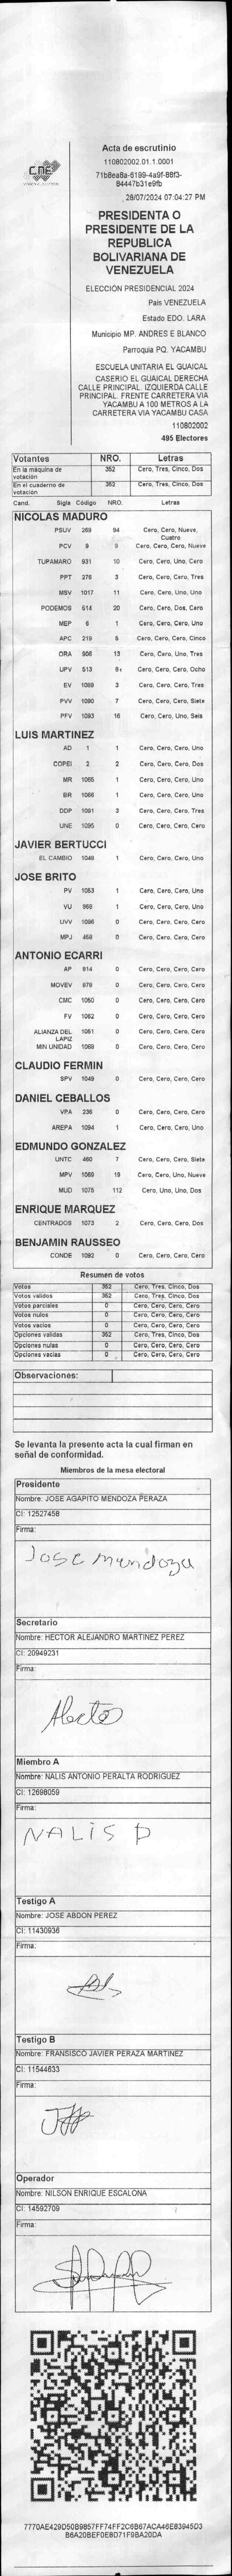 CNE
Acta de escrutinio
110802002.01.1.0001
71b8ea8a-6199-4a9f-88f3-
84447b31e9fb
28/07/2024 07:04:27 PM
PRESIDENTA O
PRESIDENTE DE LA
REPUBLICA
BOLIVARIANA DE
VENEZUELA
ELECCIÓN PRESIDENCIAL 2024
Pais VENEZUELA
Estado EDO. LARA
Municipio MP. ANDRES E BLANCO
Parroquia PQ. YACAMBU
ESCUELA UNITARIA EL GUAICAL
CASERIO EL GUAICAL DERECHA
CALLE PRINCIPAL. IZQUIERDA CALLE
PRINCIPAL. FRENTE CARRETERA VIA
YACAMBU A 100 METROS A LA
CARRETERA VIA YACAMBU CASA
110802002
495 Electores
Votantes NRO. Letras
En la máquina de votación 352 Cero, Tres, Cinco, Dos
En el cuaderno de votación 352 Cero, Tres, Cinco, Dos
Cand. Sigla Código NRO. Letras
NICOLAS MADURO
PSUV 269 94 Cero, Cero, Nueve, Cuatro
PCV 9 9 Cero, Cero, Cero, Nueve
TUPAMARO 931 10 Cero, Cero, Uno, Cero
PPT 276 3 Cero, Cero, Cero, Tres
MSV 1017 11 Cero, Cero, Uno, Uno
PODEMOS 614 20 Cero, Cero, Dos, Cero
MEP 6 1 Cero, Cero, Cero, Uno
APC 219 5 Cero, Cero, Cero, Cinco
ORA 906 13 Cero, Cero, Uno, Tres
UPV 513 8 Cero, Cero, Cero, Ocho
EV 1089 3 Cero, Cero, Cero, Tres
PVV 1090 7 Cero, Cero, Cero, Siete
PFV 1093 16 Cero, Cero, Uno, Seis
LUIS MARTINEZ
AD 1 1 Cero, Cero, Cero, Uno
COPEI 2 2 Cero, Cero, Cero, Dos
MR 1055 1 Cero, Cero, Cero, Uno
BR 1066 1 Cero, Cero, Cero, Uno
DDP 1091 3 Cero, Cero, Cero, Tres
UNE 1095 0 Cero, Cero, Cero, Cero
JAVIER BERTUCCI
EL CAMBIO 1048 1 Cero, Cero, Cero, Uno
JOSE BRITO
PV 1053 1 Cero, Cero, Cero, Uno
VU 969 1 Cero, Cero, Cero, Uno
UVV 1096 0 Cero, Cero, Cero, Cero
MPJ 458 0 Cero, Cero, Cero, Cero
ANTONIO ECARRI
AP 814 0 Cero, Cero, Cero, Cero
MOVEV 979 0 Cero, Cero, Cero, Cero
CMC 1050 0 Cero, Cero, Cero, Cero
FV 1062 0 Cero, Cero, Cero, Cero
ALIANZA DEL LAPIZ 1051 0 Cero, Cero, Cero, Cero
MIN UNIDAD 1069 0 Cero, Cero, Cero, Cero
CLAUDIO FERMIN
SPV 1049 0 Cero, Cero, Cero, Cero
DANIEL CEBALLOS
VPA 236 0 Cero, Cero, Cero, Cero
AREPA 1094 1 Cero, Cero, Cero, Uno
EDMUNDO GONZALEZ
UNTC 460 7 Cero, Cero, Cero, Siete
MPV 1069 19 Cero, Cero, Uno, Nueve
MUD 1075 112 Cero, Uno, Uno, Dos
ENRIQUE MARQUEZ
CENTRADOS 1073 2 Cero, Cero, Cero, Dos
BENJAMIN RAUSSEO
CONDE 1092 0 Cero, Cero, Cero, Cero
Resumen de votos
Votos 352 Cero, Tres, Cinco, Dos
Votos validos 352 Cero, Tres, Cinco, Dos
Votos parciales 0 Cero, Cero, Cero, Cero
Votos nulos 0 Cero, Cero, Cero, Cero
Votos vacios 0 Cero, Cero, Cero, Cero
Opciones validas 352 Cero, Tres, Cinco, Dos
Opciones nulas 0 Cero, Cero, Cero, Cero
Opciones vacias 0 Cero, Cero, Cero, Cero
Observaciones:
Se levanta la presente acta la cual firman en
señal de conformidad.
Miembros de la mesa electoral
Presidente
Nombre: JOSE AGAPITO MENDOZA PERAZA
CI: 12527458
Firma:
Jose Mendoza
Secretario
Nombre: HECTOR ALEJANDRO MARTINEZ PEREZ
CI: 20949231
Firma:
Miembro A
Nombre: NALIS ANTONIO PERALTA RODRIGUEZ
CI: 12698059
Firma:
NALIS P
Testigo A
Nombre: JOSE ABDON PEREZ
CI: 11430936
Firma:
Testigo B
Nombre: FRANSISCO JAVIER PERAZA MARTINEZ
CI: 11544633
Firma:
Operador
Nombre: NILSON ENRIQUE ESCALONA
CI: 14592709
Firma:
7770AE429D50B9857FF74FF2C6B67ACA46E83945D3
B6A20BEF0E8D71F9BA20DA